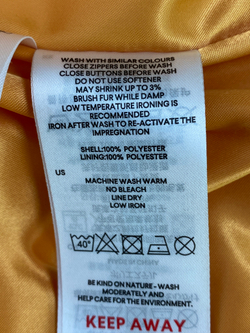 WASH WITH SIMILAR COLOURS
CLOSE ZIPPERS BEFORE WASH
CLOSE BUTTONS BEFORE WASH
DO NOT USE SOFTENER
MAY SHRINK UP TO 3%
BRUSH FUR WHILE DAMP
LOW TEMPERATURE IRONING IS
RECOMMENDED
IRON AFTER WASH TO RE-ACTIVATE THE
IMPREGNATION
SHELL:100% POLYESTER
LINING:100% POLYESTER
US
MACHINE WASH WARM
NO BLEACH
LINE DRY
LOW IRON
40°
BE KIND ON NATURE - WASH
MODERATELY AND
HELP CARE FOR THE ENVIRONMENT.
KEEP AWAY